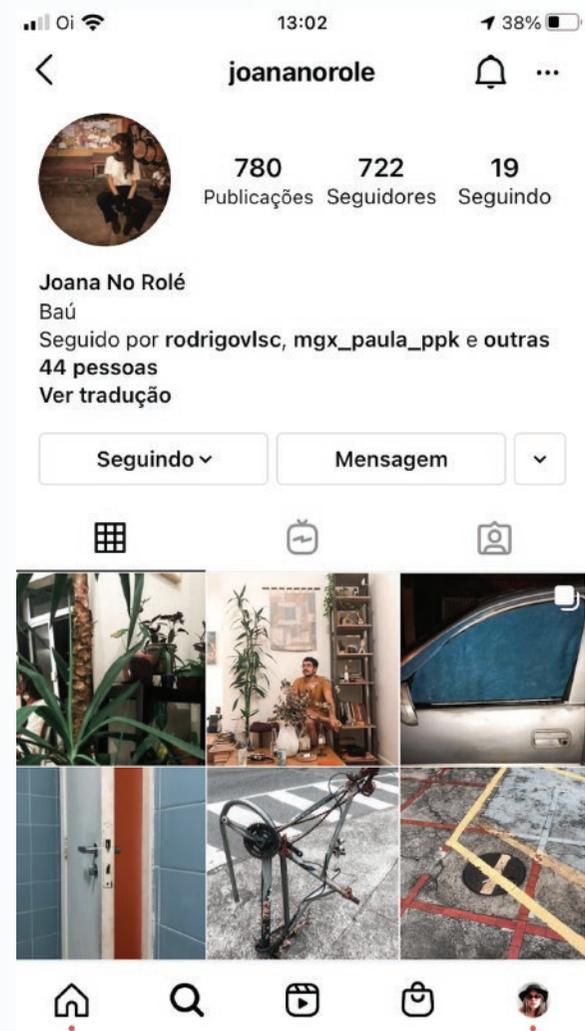 Oi 13:02 38%
joananorole
780 722 19
Publicações Seguidores Seguindo
Joana No Rolé
Baú
Seguido por rodrigovlsc, mgx_paula_ppk e outras
44 pessoas
Ver tradução
Seguindo Mensagem